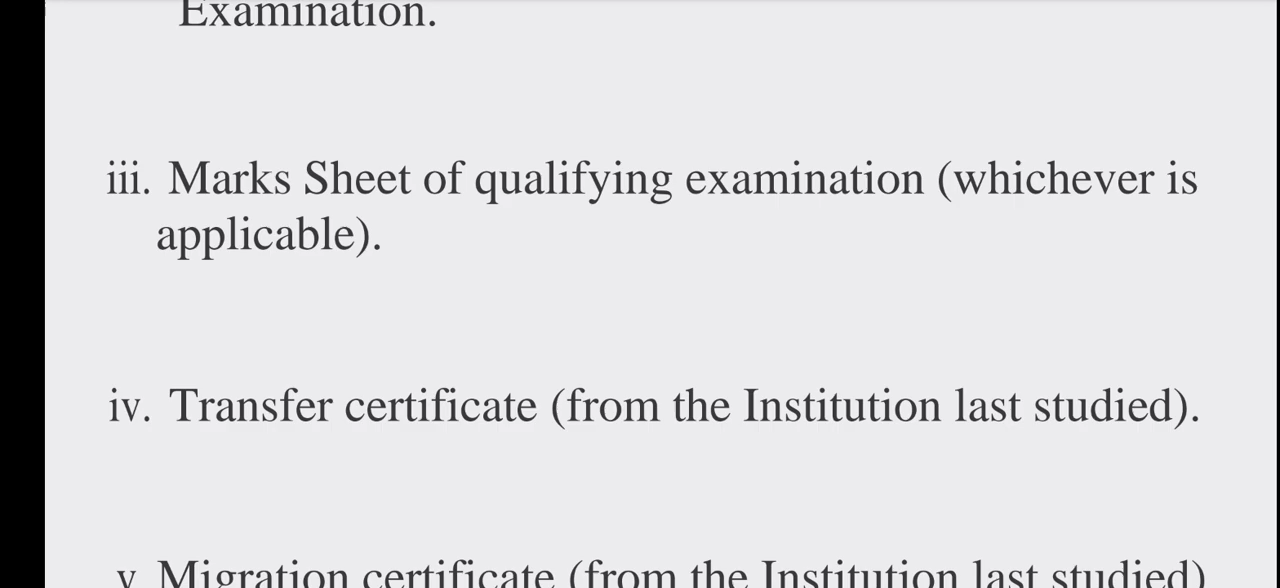 Examination.
iii. Marks Sheet of qualifying examination (whichever is
applicable).
iv. Transfer certificate (from the Institution last studied).
v Migration certificate (from the Institution last studied)